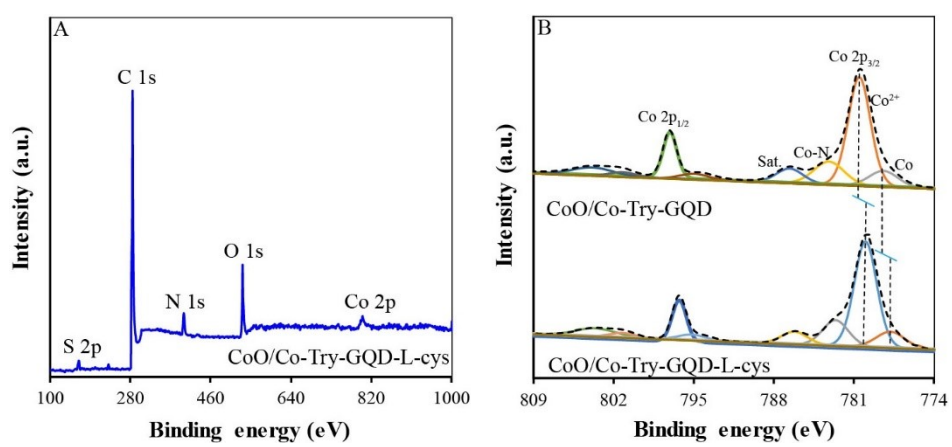 A
C 1s
O 1s
N 1s
Co 2p
S 2p
CoO/Co-Try-GQD-L-cys
Intensity (a.u.)
100 280 460 640 820 1000
Binding energy (eV)
B
Co 2p3/2
Co2+
Co 2p1/2
Co-N
Sat.
Co
CoO/Co-Try-GQD
CoO/Co-Try-GQD-L-cys
Intensity (a.u.)
809 802 795 788 781 774
Binding energy (eV)